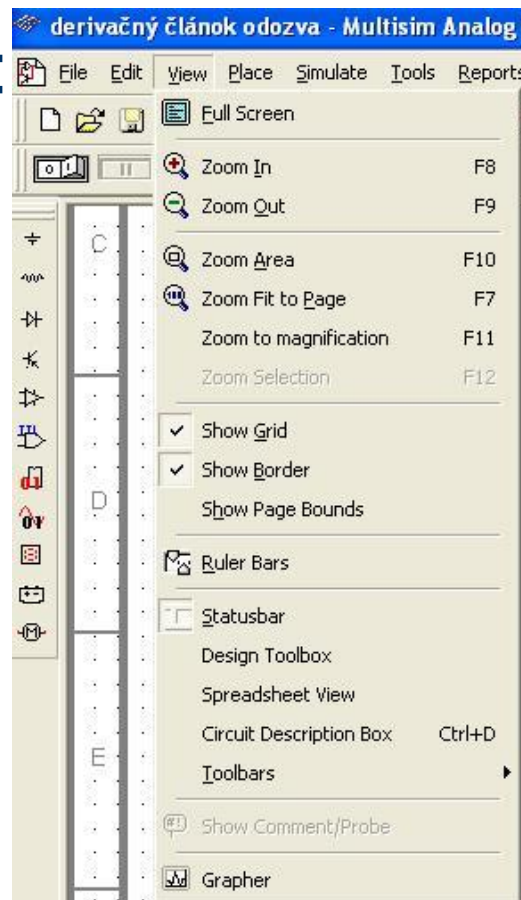 derivačný článok odozva - Multisim Analog
File Edit View Place Simulate Tools Reports
Full Screen
Zoom In F8
Zoom Out F9
Zoom Area F10
Zoom Fit to Page F7
Zoom to magnification F11
Zoom Selection F12
Show Grid
Show Border
Show Page Bounds
Ruler Bars
Statusbar
Design Toolbox
Spreadsheet View
Circuit Description Box Ctrl+D
Toolbars
Show Comment/Probe
Grapher
C
D
E